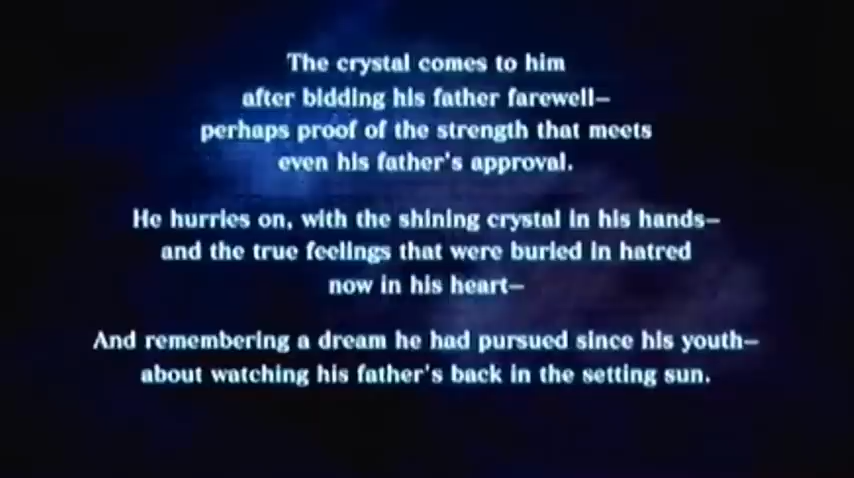 The crystal comes to him
after bidding his father farewell—
perhaps proof of the strength that meets
even his father's approval.
He hurries on, with the shining crystal in his hands—
and the true feelings that were buried in hatred
now in his heart—
And remembering a dream he had pursued since his youth—
about watching his father's back in the setting sun.